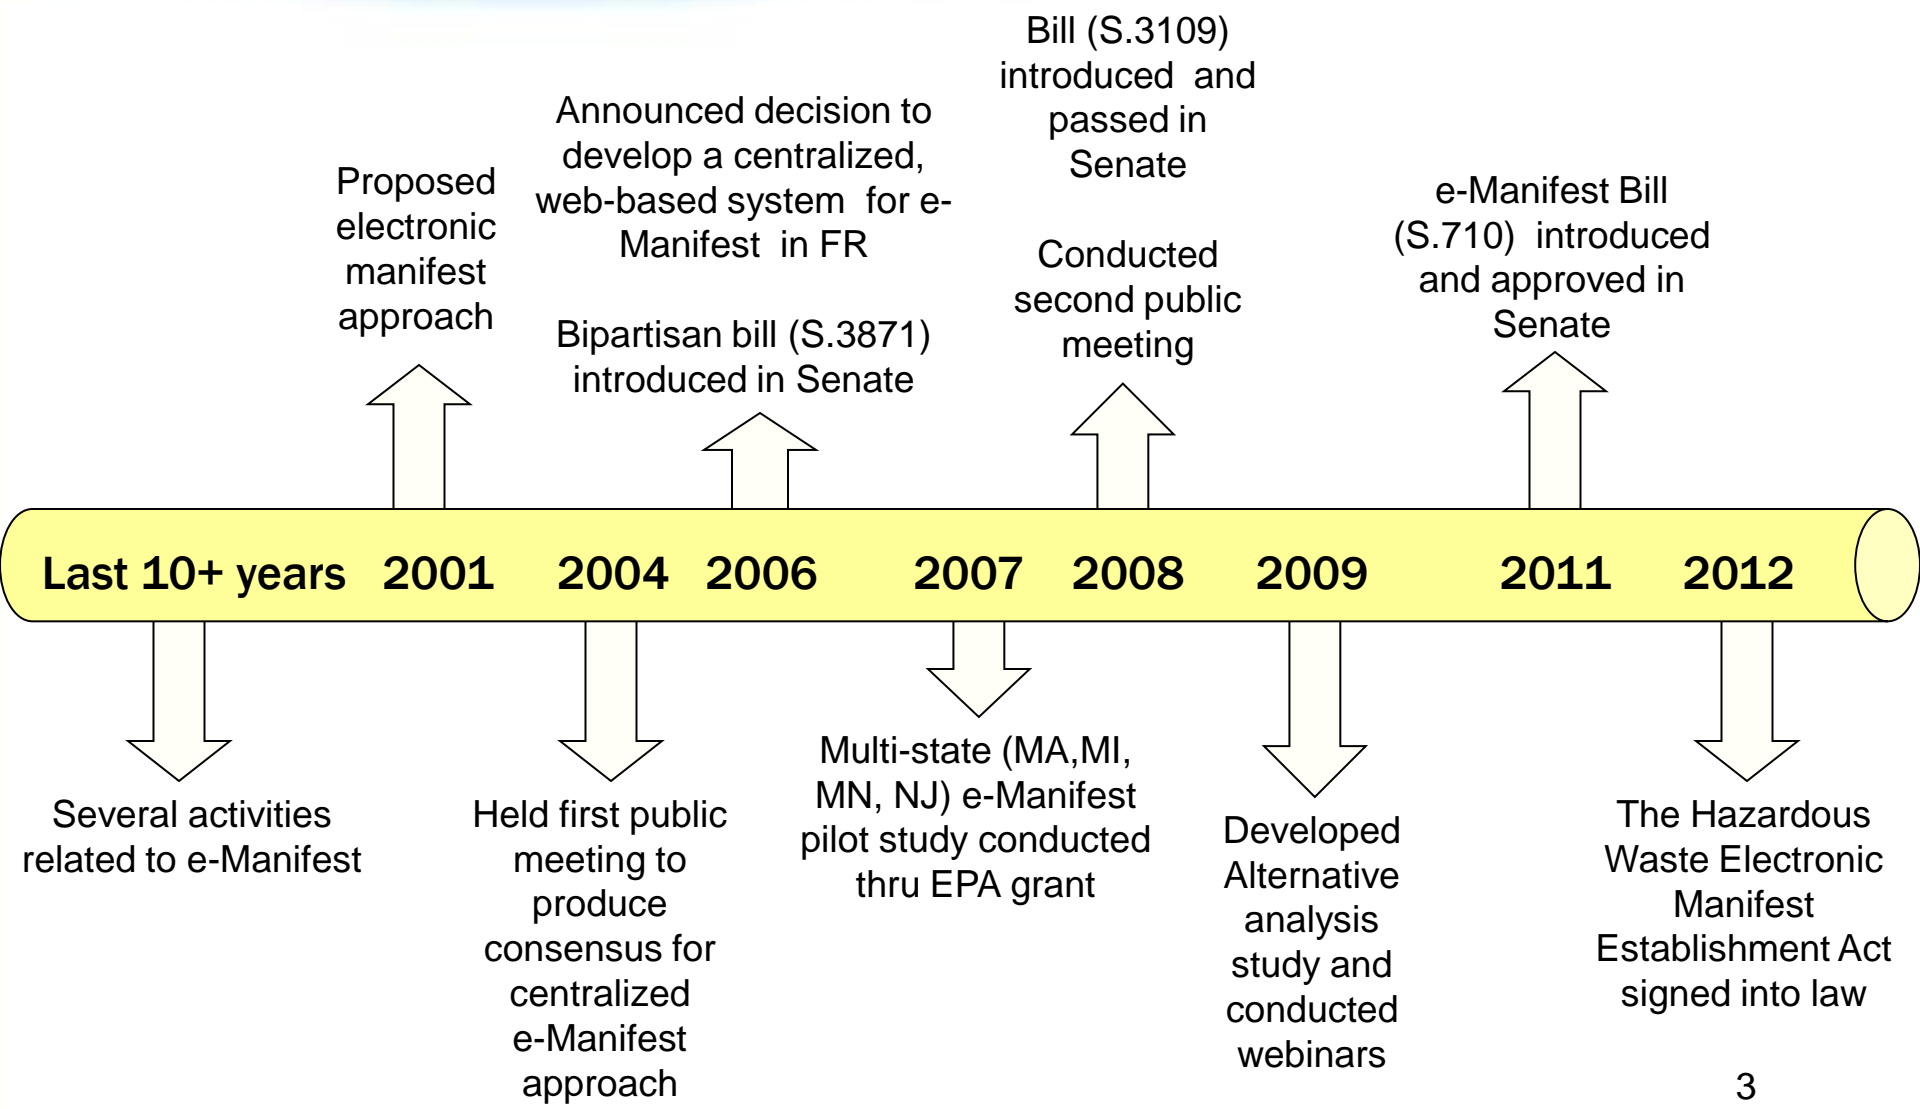 Bill (S.3109)
introduced and
passed in
Senate
Conducted
second public
meeting
Announced decision to
develop a centralized,
web-based system for e-
Manifest in FR
Bipartisan bill (S.3871)
introduced in Senate
Proposed
electronic
manifest
approach
e-Manifest Bill
(S.710) introduced
and approved in
Senate
Last 10+ years 2001 2004 2006 2007 2008 2009 2011 2012
Several activities
related to e-Manifest
Held first public
meeting to
produce
consensus for
centralized
e-Manifest
approach
Multi-state (MA,MI,
MN, NJ) e-Manifest
pilot study conducted
thru EPA grant
Developed
Alternative
analysis
study and
conducted
webinars
The Hazardous
Waste Electronic
Manifest
Establishment Act
signed into law
3